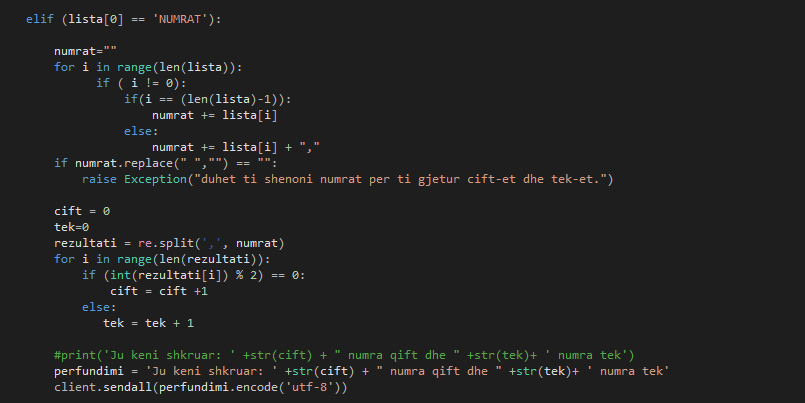 elif (lista[0] == 'NUMRAT'):
numrat=""
for i in range(len(lista)):
if ( i != 0):
if(i == (len(lista)-1)):
numrat += lista[i]
else:
numrat += lista[i] + ","
if numrat.replace(" ","") == "":
raise Exception("duhet ti shenoni numrat per ti gjetur cift-et dhe tek-et.")
cift = 0
tek=0
rezultati = re.split(',', numrat)
for i in range(len(rezultati)):
if (int(rezultati[i]) % 2) == 0:
cift = cift +1
else:
tek = tek + 1
#print('Ju keni shkruar: ' +str(cift) + " numra qift dhe " +str(tek)+ ' numra tek')
perfundimi = 'Ju keni shkruar: ' +str(cift) + " numra qift dhe " +str(tek)+ ' numra tek'
client.sendall(perfundimi.encode('utf-8'))